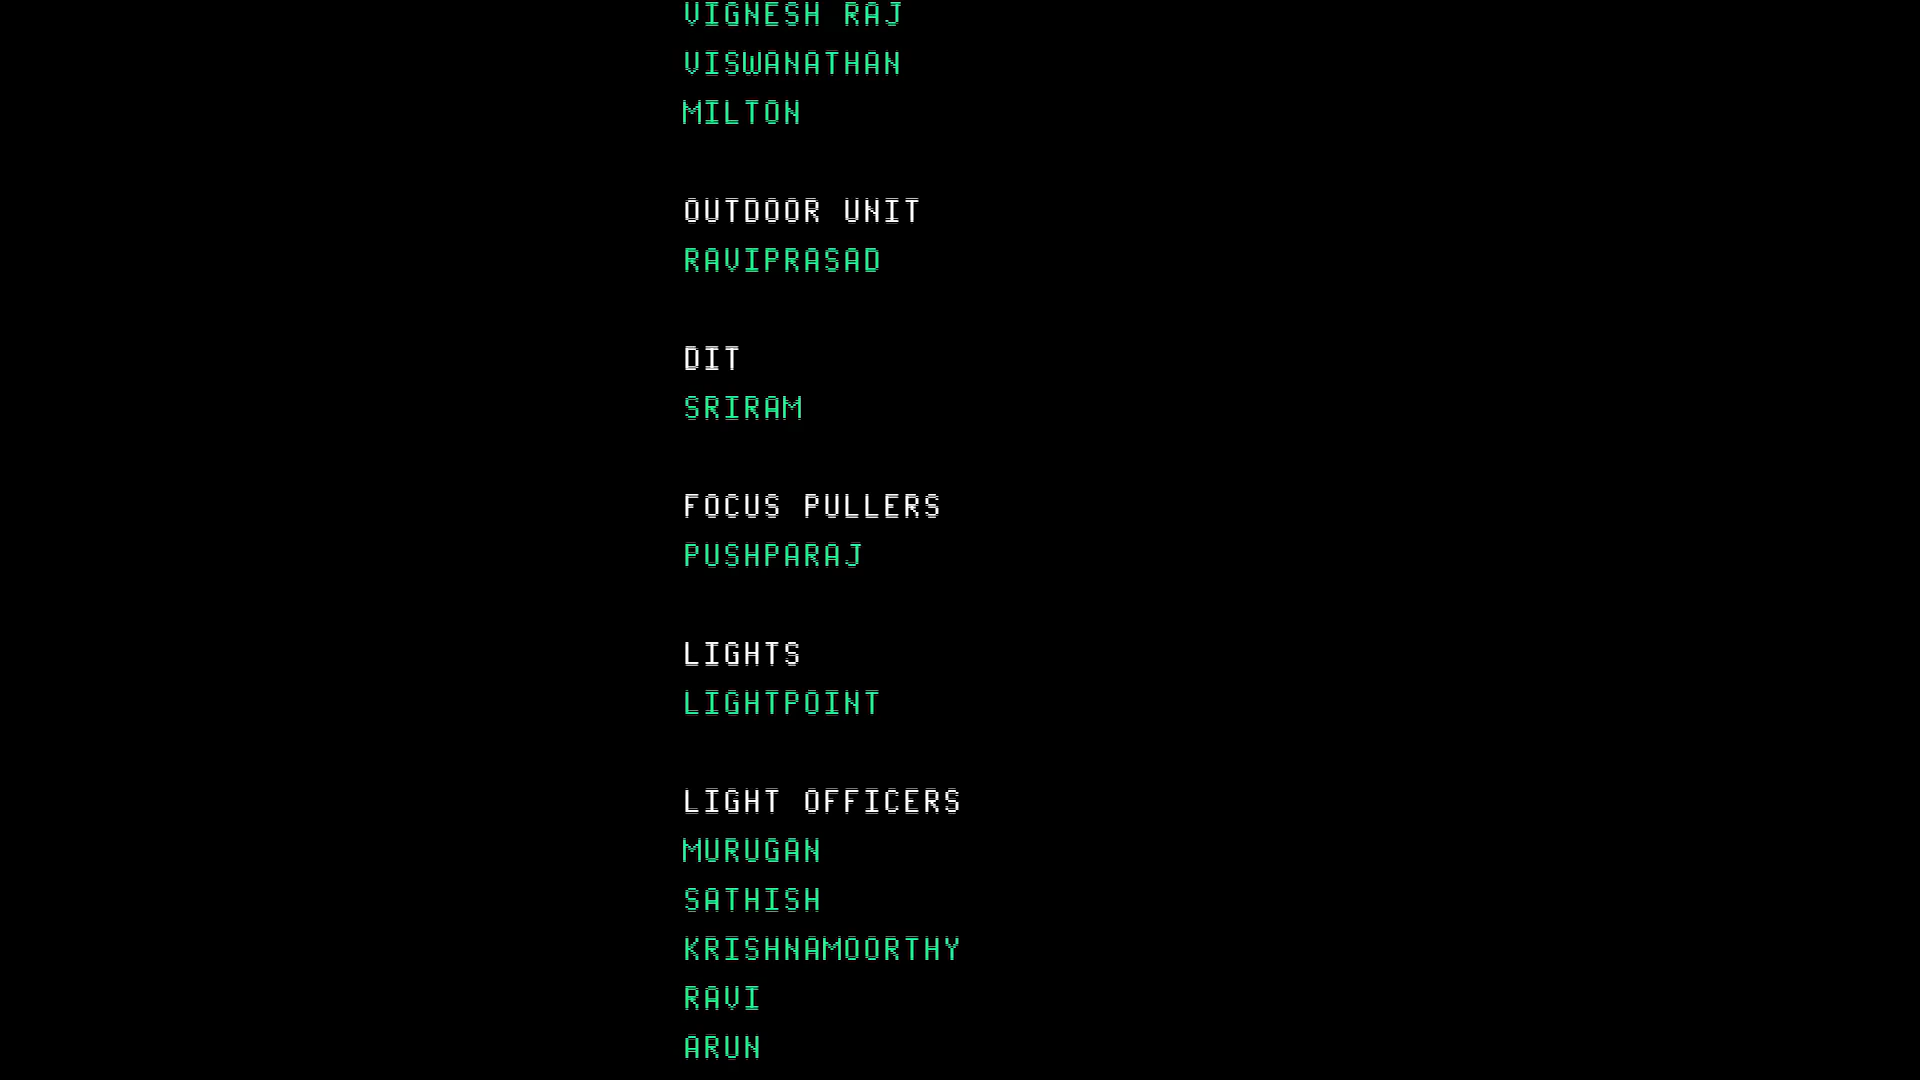 VIGNESH RAJ
VISWANATHAN
MILTON
OUTDOOR UNIT
RAVIPRASAD
DIT
SRIRAM
FOCUS PULLERS
PUSHPARAJ
LIGHTS
LIGHTPOINT
LIGHT OFFICERS
MURUGAN
SATHISH
KRISHNAMOORTHY
RAVI
ARUN